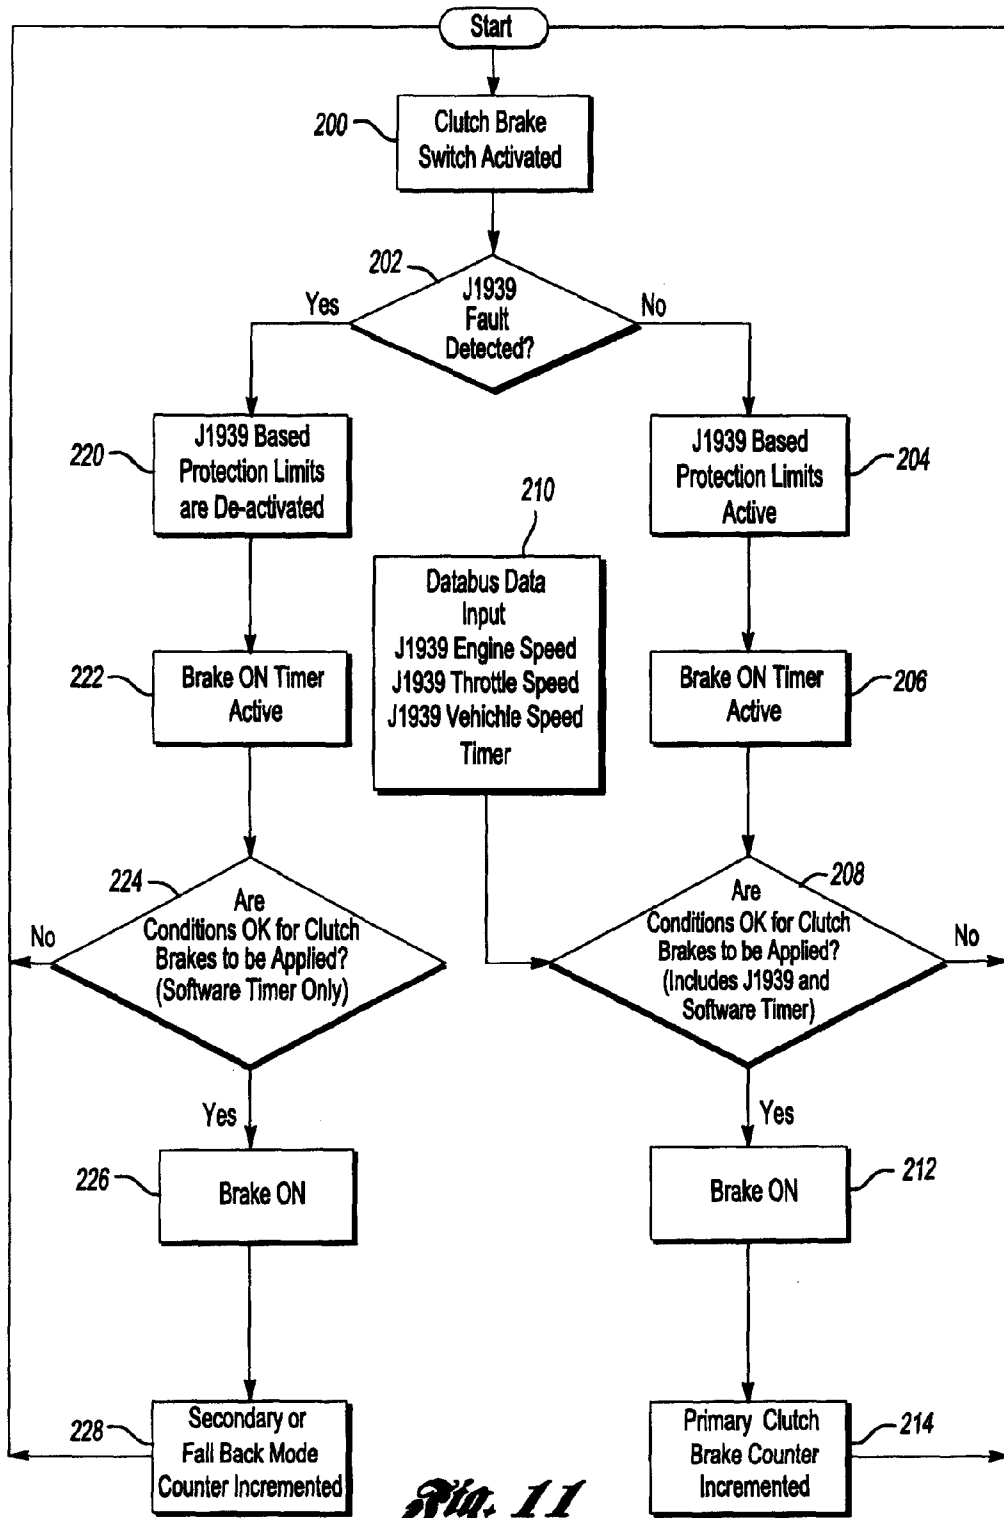 Start
200
Clutch Brake
Switch Activated
202
J1939
Fault
Detected?
Yes
No
220
J1939 Based
Protection Limits
are De-activated
J1939 Based
Protection Limits
Active
204
210
Databus Data
Input
J1939 Engine Speed
J1939 Throttle Speed
J1939 Vehichle Speed
Timer
222
Brake ON Timer
Active
Brake ON Timer
Active
206
224
Are
Conditions OK for Clutch
Brakes to be Applied?
(Software Timer Only)
No
Yes
208
Are
Conditions OK for Clutch
Brakes to be Applied?
(Includes J1939 and
Software Timer)
No
Yes
226
Brake ON
Brake ON
212
228
Secondary or
Fall Back Mode
Counter Incremented
Primary Clutch
Brake Counter
Incremented
214
Fig. 11